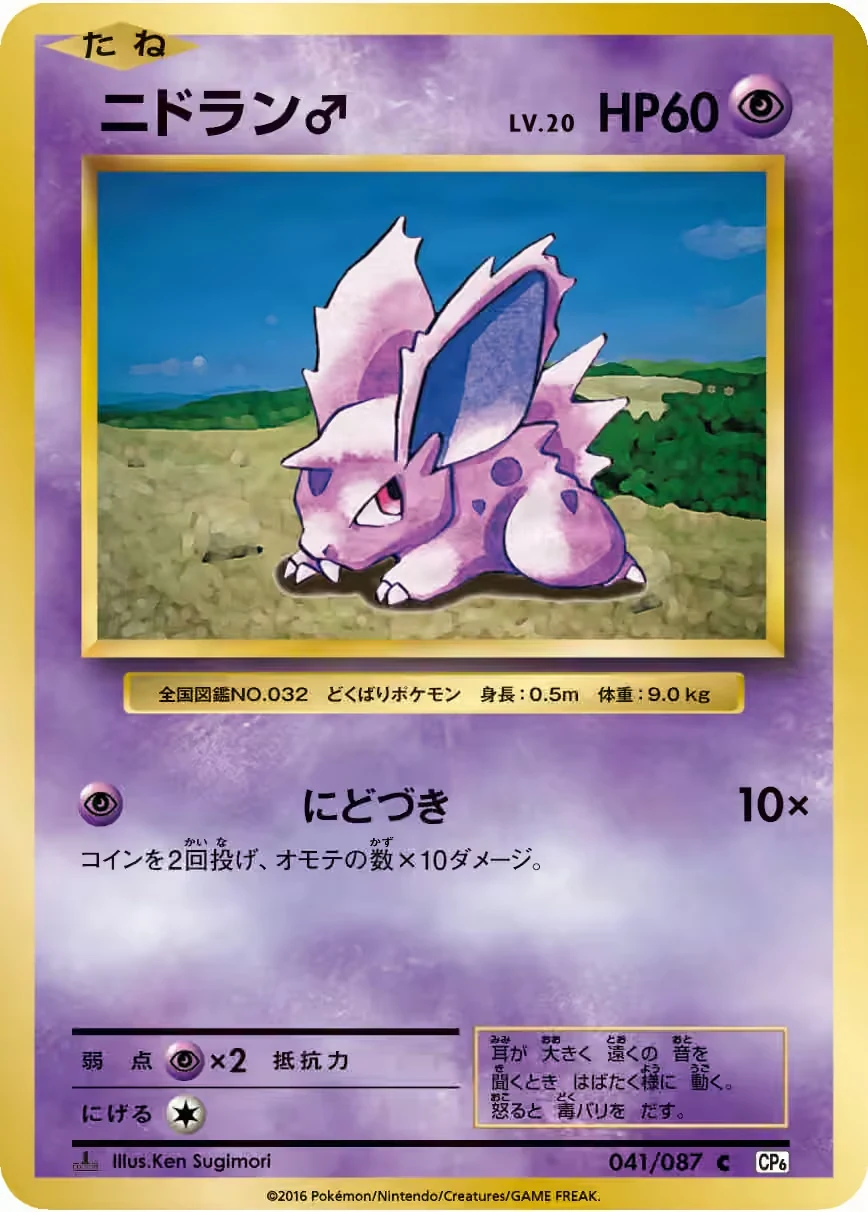 たね
ニドラン♂ LV.20 HP60
全国図鑑NO.032 どくばりポケモン 身長:0.5m 体重:9.0kg
にどづき 10×
コインを2回投げ、オモテの数×10ダメージ。
弱点 ×2 抵抗力
にげる
耳が 大きく 遠くの 音を
聞くとき はばたく様に 動く。
怒ると 毒バリを だす。
1 EDITION Illus.Ken Sugimori 041/087 C CP6
©2016 Pokémon/Nintendo/Creatures/GAME FREAK.